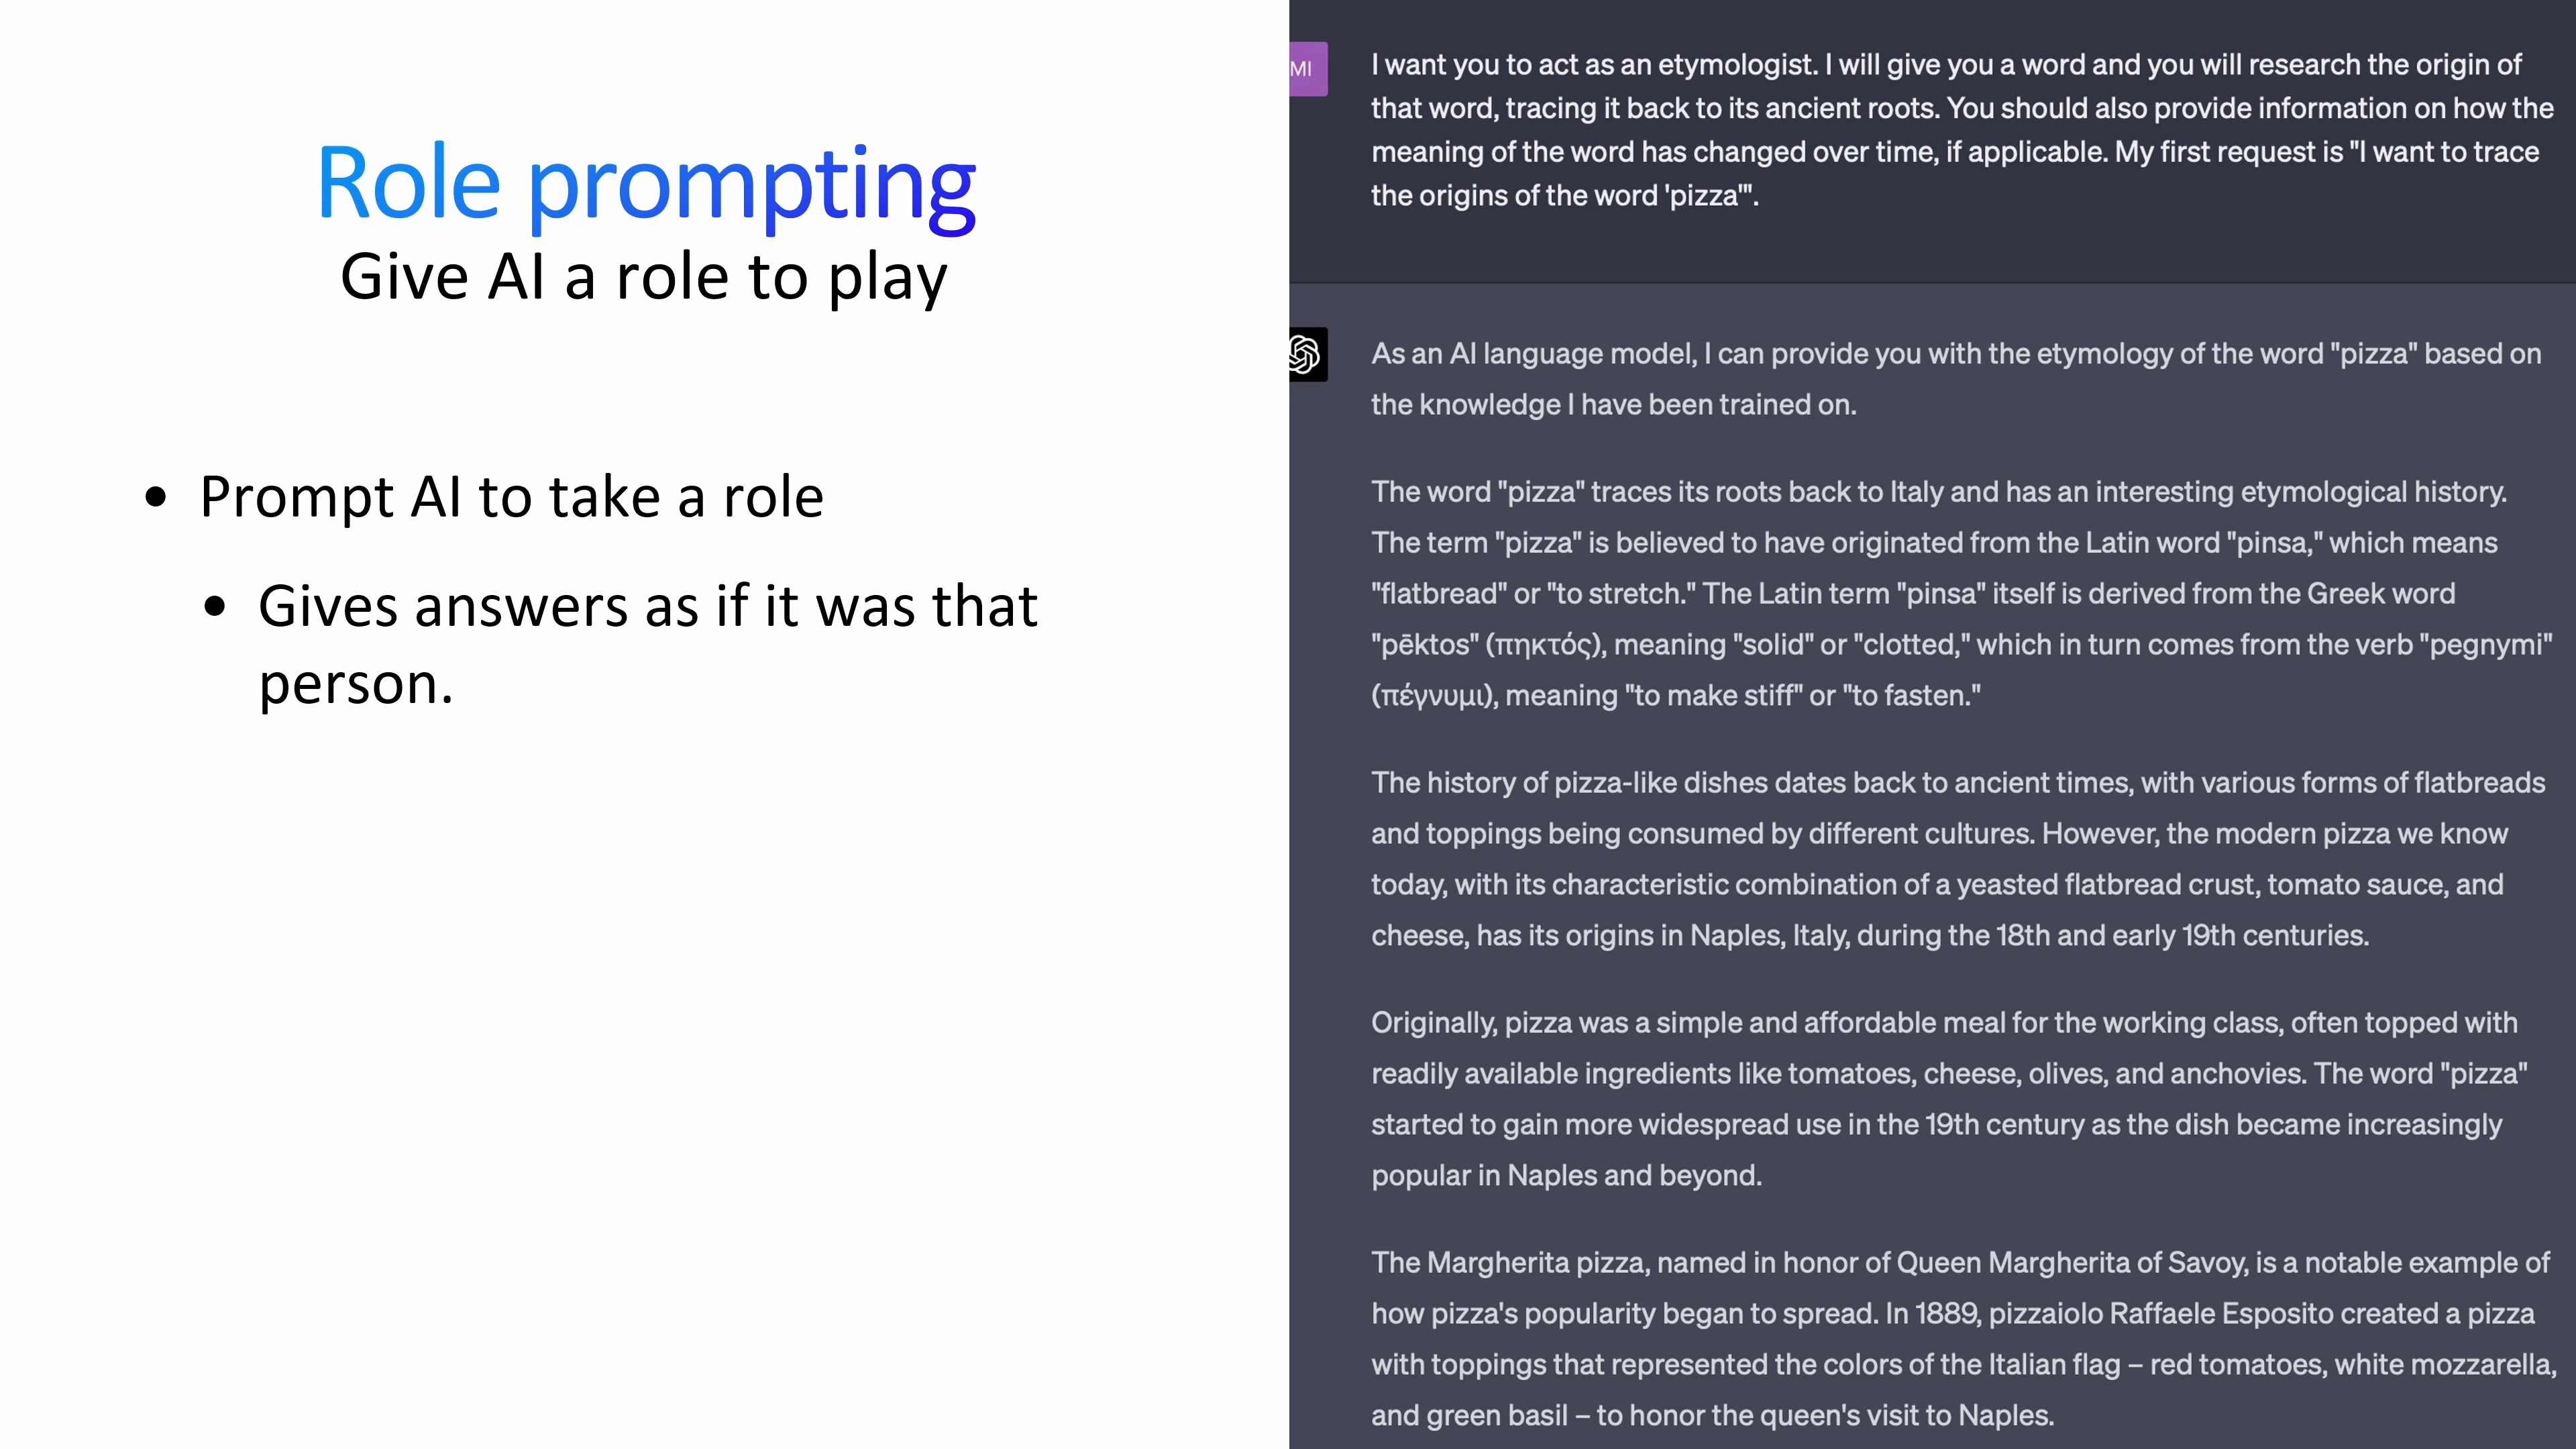 Role prompting
Give AI a role to play
• Prompt AI to take a role
• Gives answers as if it was that
person.
MI
I want you to act as an etymologist. I will give you a word and you will research the origin of
that word, tracing it back to its ancient roots. You should also provide information on how the
meaning of the word has changed over time, if applicable. My first request is "I want to trace
the origins of the word 'pizza'".
As an AI language model, I can provide you with the etymology of the word "pizza" based on
the knowledge I have been trained on.
The word "pizza" traces its roots back to Italy and has an interesting etymological history.
The term "pizza" is believed to have originated from the Latin word "pinsa," which means
"flatbread" or "to stretch." The Latin term "pinsa" itself is derived from the Greek word
"pēktos" (πηκτός), meaning "solid" or "clotted," which in turn comes from the verb "pegnymi"
(πέγνυμι), meaning "to make stiff" or "to fasten."
The history of pizza-like dishes dates back to ancient times, with various forms of flatbreads
and toppings being consumed by different cultures. However, the modern pizza we know
today, with its characteristic combination of a yeasted flatbread crust, tomato sauce, and
cheese, has its origins in Naples, Italy, during the 18th and early 19th centuries.
Originally, pizza was a simple and affordable meal for the working class, often topped with
readily available ingredients like tomatoes, cheese, olives, and anchovies. The word "pizza"
started to gain more widespread use in the 19th century as the dish became increasingly
popular in Naples and beyond.
The Margherita pizza, named in honor of Queen Margherita of Savoy, is a notable example of
how pizza's popularity began to spread. In 1889, pizzaiolo Raffaele Esposito created a pizza
with toppings that represented the colors of the Italian flag – red tomatoes, white mozzarella,
and green basil – to honor the queen's visit to Naples.